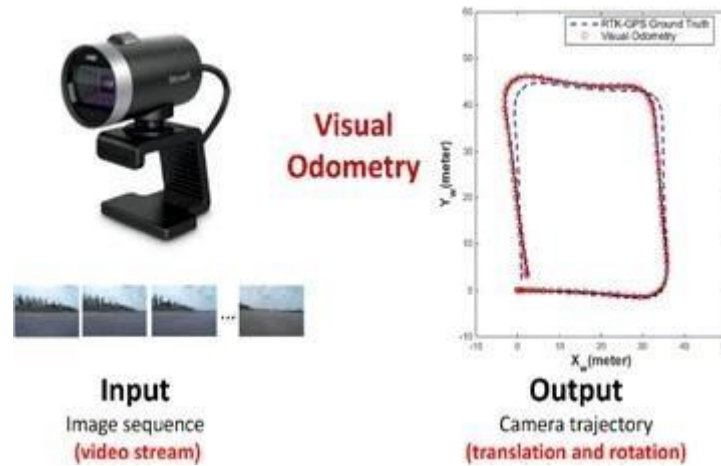 Microsoft
Visual
Odometry
RTK-GPS Ground Truth
Visual Odometry
60
50
40
30
20
10
0
-10
Y_w(meter)
-10 0 10 20 30 40
X_w(meter)
...
Input
Image sequence
(video stream)
Output
Camera trajectory
(translation and rotation)